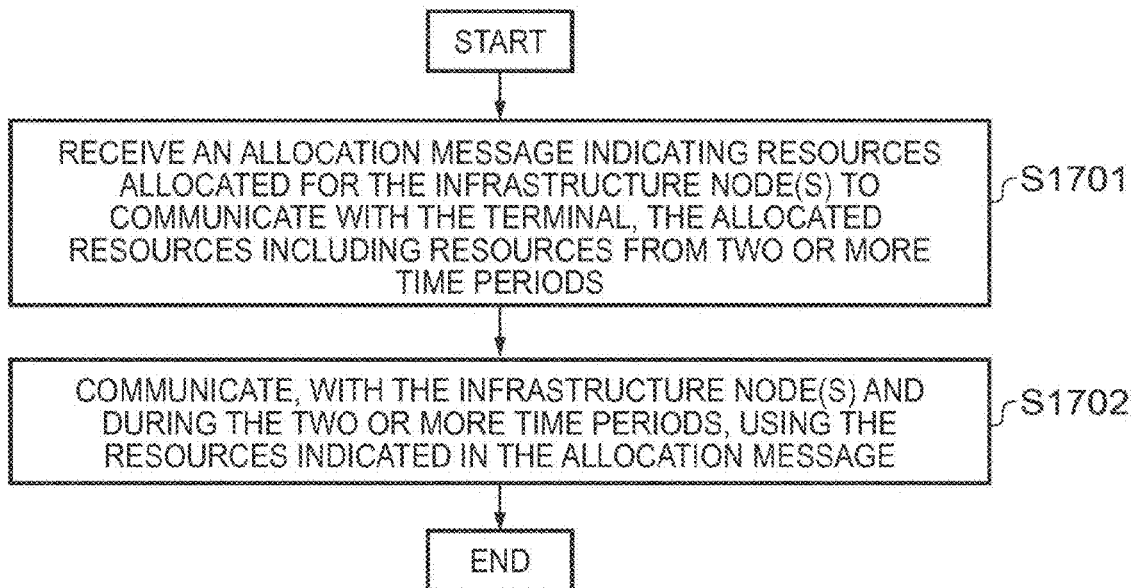 START
RECEIVE AN ALLOCATION MESSAGE INDICATING RESOURCES
ALLOCATED FOR THE INFRASTRUCTURE NODE(S) TO
COMMUNICATE WITH THE TERMINAL, THE ALLOCATED
RESOURCES INCLUDING RESOURCES FROM TWO OR MORE
TIME PERIODS
S1701
COMMUNICATE, WITH THE INFRASTRUCTURE NODE(S) AND
DURING THE TWO OR MORE TIME PERIODS, USING THE
RESOURCES INDICATED IN THE ALLOCATION MESSAGE
S1702
END